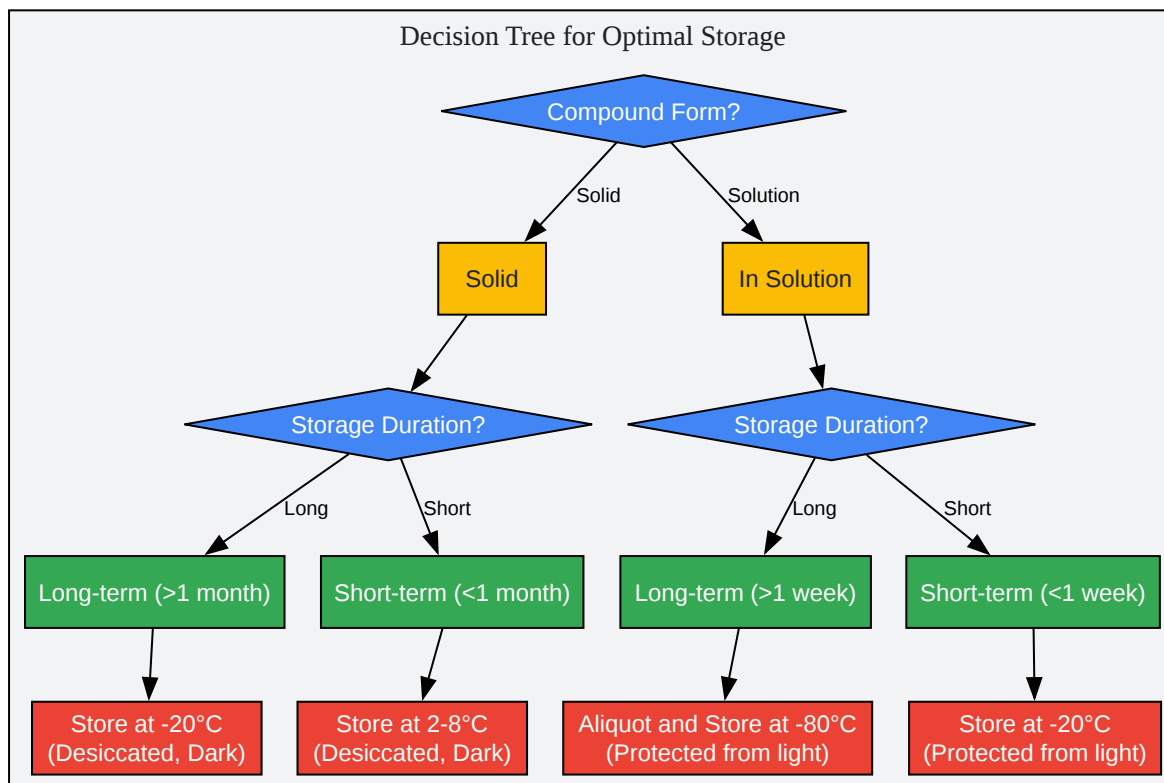 Decision Tree for Optimal Storage
Compound Form?
Solid
Solution
Solid
In Solution
Storage Duration?
Storage Duration?
Long
Short
Long
Short
Long-term (>1 month)
Short-term (<1 month)
Long-term (>1 week)
Short-term (<1 week)
Store at -20°C
(Desiccated, Dark)
Store at 2-8°C
(Desiccated, Dark)
Aliquot and Store at -80°C
(Protected from light)
Store at -20°C
(Protected from light)